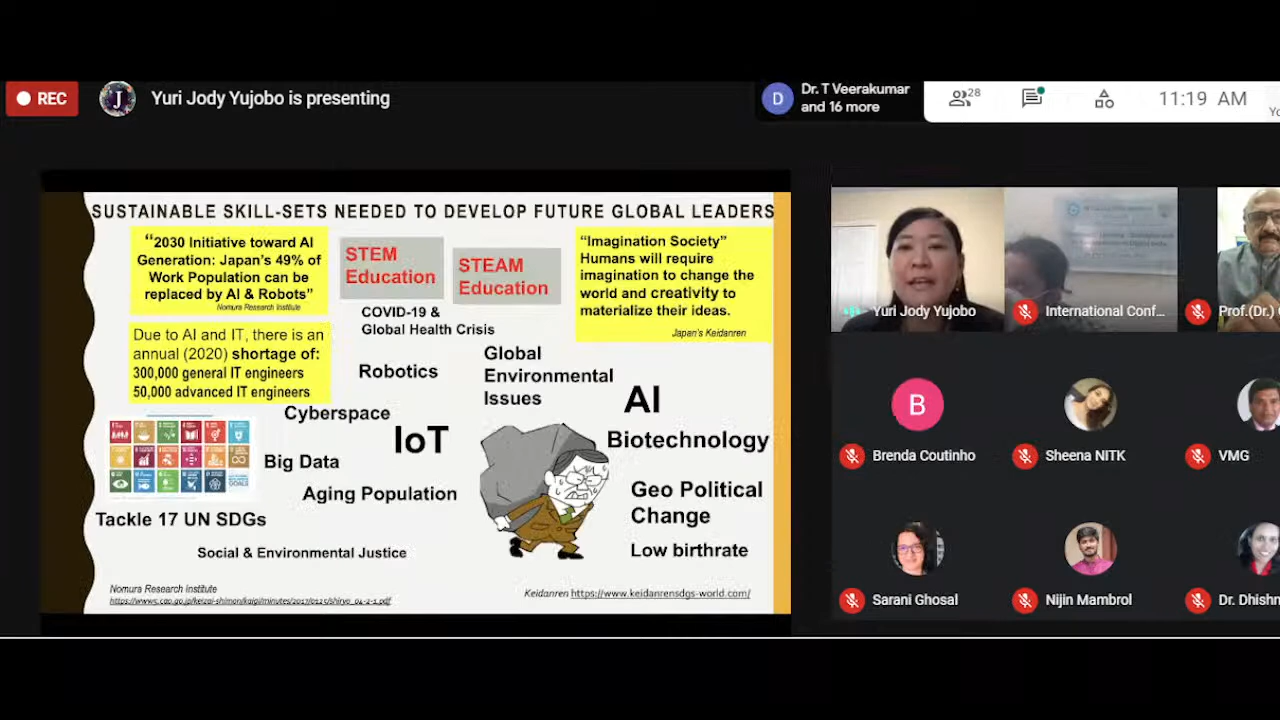 REC
J
Yuri Jody Yujobo is presenting
D
Dr. T Veerakumar
and 16 more
28
11:19 AM
SUSTAINABLE SKILL-SETS NEEDED TO DEVELOP FUTURE GLOBAL LEADERS
“2030 Initiative toward AI
Generation: Japan's 49% of
Work Population can be
replaced by AI & Robots”
Nomura Research Institute
STEM
Education
STEAM
Education
“Imagination Society”
Humans will require
imagination to change the
world and creativity to
materialize their ideas.
Japan's Keidanren
Due to AI and IT, there is an
annual (2020) shortage of:
300,000 general IT engineers
50,000 advanced IT engineers
COVID-19 &
Global Health Crisis
Robotics
Global
Environmental
Issues
AI
Cyberspace
IoT
Biotechnology
Big Data
Aging Population
Geo Political
Change
Tackle 17 UN SDGs
Low birthrate
Social & Environmental Justice
Nomura Research Institute
Keidanren https://www.keidanrensdgs-world.com/
Yuri Jody Yujobo
International Conf...
Prof.(Dr.)
B
Brenda Coutinho
Sheena NITK
VMG
Sarani Ghosal
Nijin Mambrol
Dr.